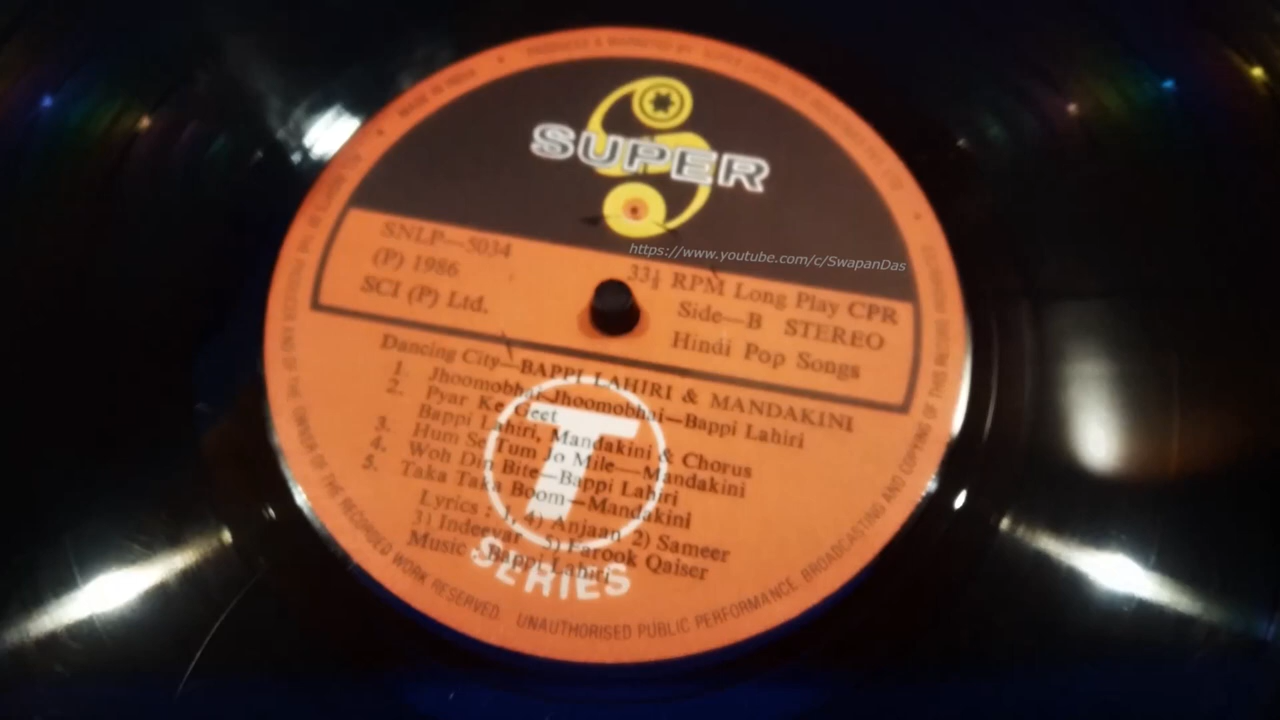 SUPER
https://www.youtube.com/c/SwapanDas
SNLP—5034
(P) 1986
SCI (P) Ltd.
33⅓ RPM Long Play CPR
Side—B STEREO
Hindi Pop Songs
Dancing City—BAPPI LAHIRI & MANDAKINI
1. Jhoomobhai Jhoomobhai—Bappi Lahiri
2. Pyar Ke Geet
Bappi Lahiri, Mandakini & Chorus
3. Hum Se Tum Jo Mile—Mandakini
4. Woh Din Bite—Bappi Lahiri
5. Taka Taka Boom—Mandakini
Lyrics : 1, 4) Anjaan 2) Sameer
3) Indeevar 5) Farook Qaiser
Music : Bappi Lahiri
T
SERIES
MADE IN INDIA
OF THE RECORDED WORK RESERVED. UNAUTHORISED PUBLIC PERFORMANCE, BROADCASTING AND COPYING OF THIS RECORD